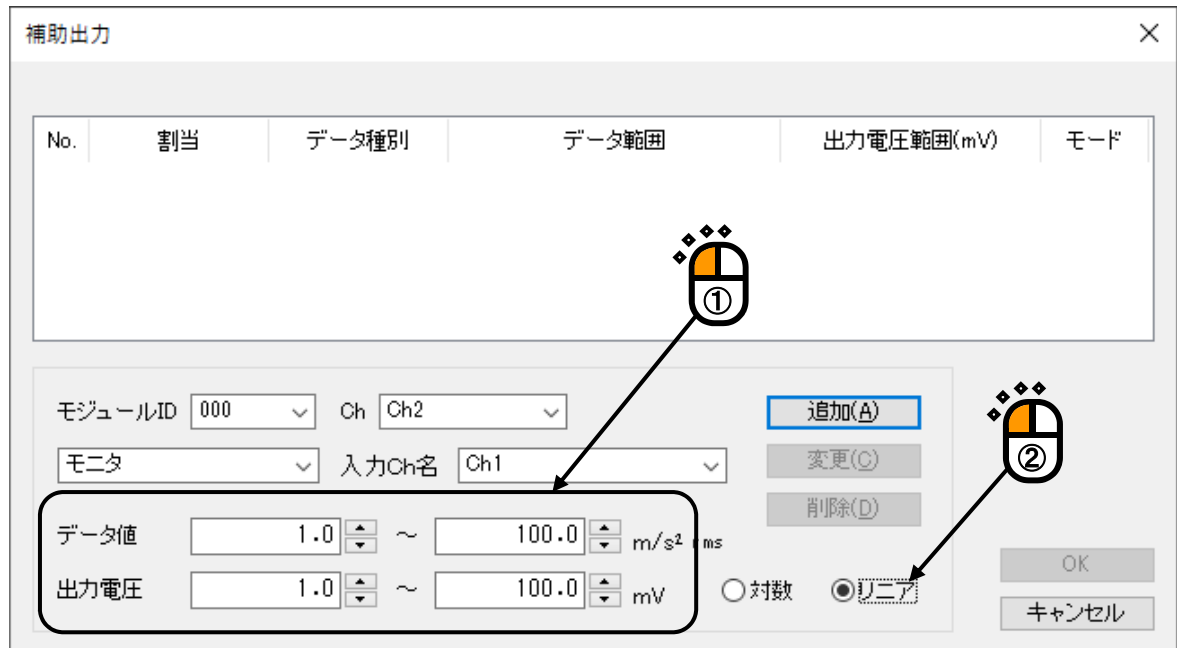 補助出力
No. 割当 データ種別 データ範囲 出力電圧範囲(mV) モード
①
モジュールID 000 Ch Ch2 追加(A)
モニタ 入力Ch名 Ch1 変更(C)
②
削除(D)
データ値 1.0 ～ 100.0 m/s² rms
出力電圧 1.0 ～ 100.0 mV 対数 リニア
OK
キャンセル